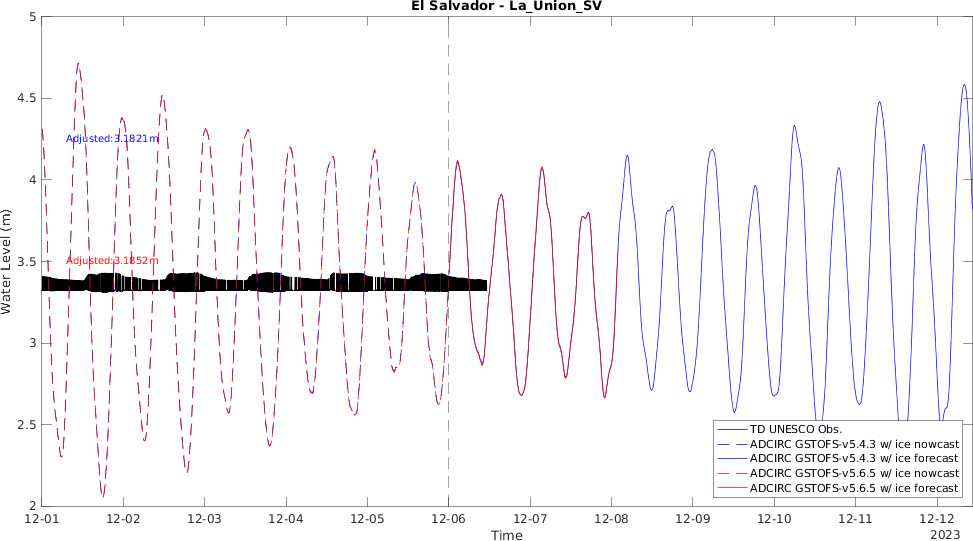 El Salvador - La_Union_SV
5
4.5
4
3.5
3
2.5
2
Water Level (m)
Adjusted:3.1821m
Adjusted:3.1852m
TD UNESCO Obs.
ADCIRC GSTOFS-v5.4.3 w/ ice nowcast
ADCIRC GSTOFS-v5.4.3 w/ ice forecast
ADCIRC GSTOFS-v5.6.5 w/ ice nowcast
ADCIRC GSTOFS-v5.6.5 w/ ice forecast
12-01 12-02 12-03 12-04 12-05 12-06 12-07 12-08 12-09 12-10 12-11 12-12
2023
Time